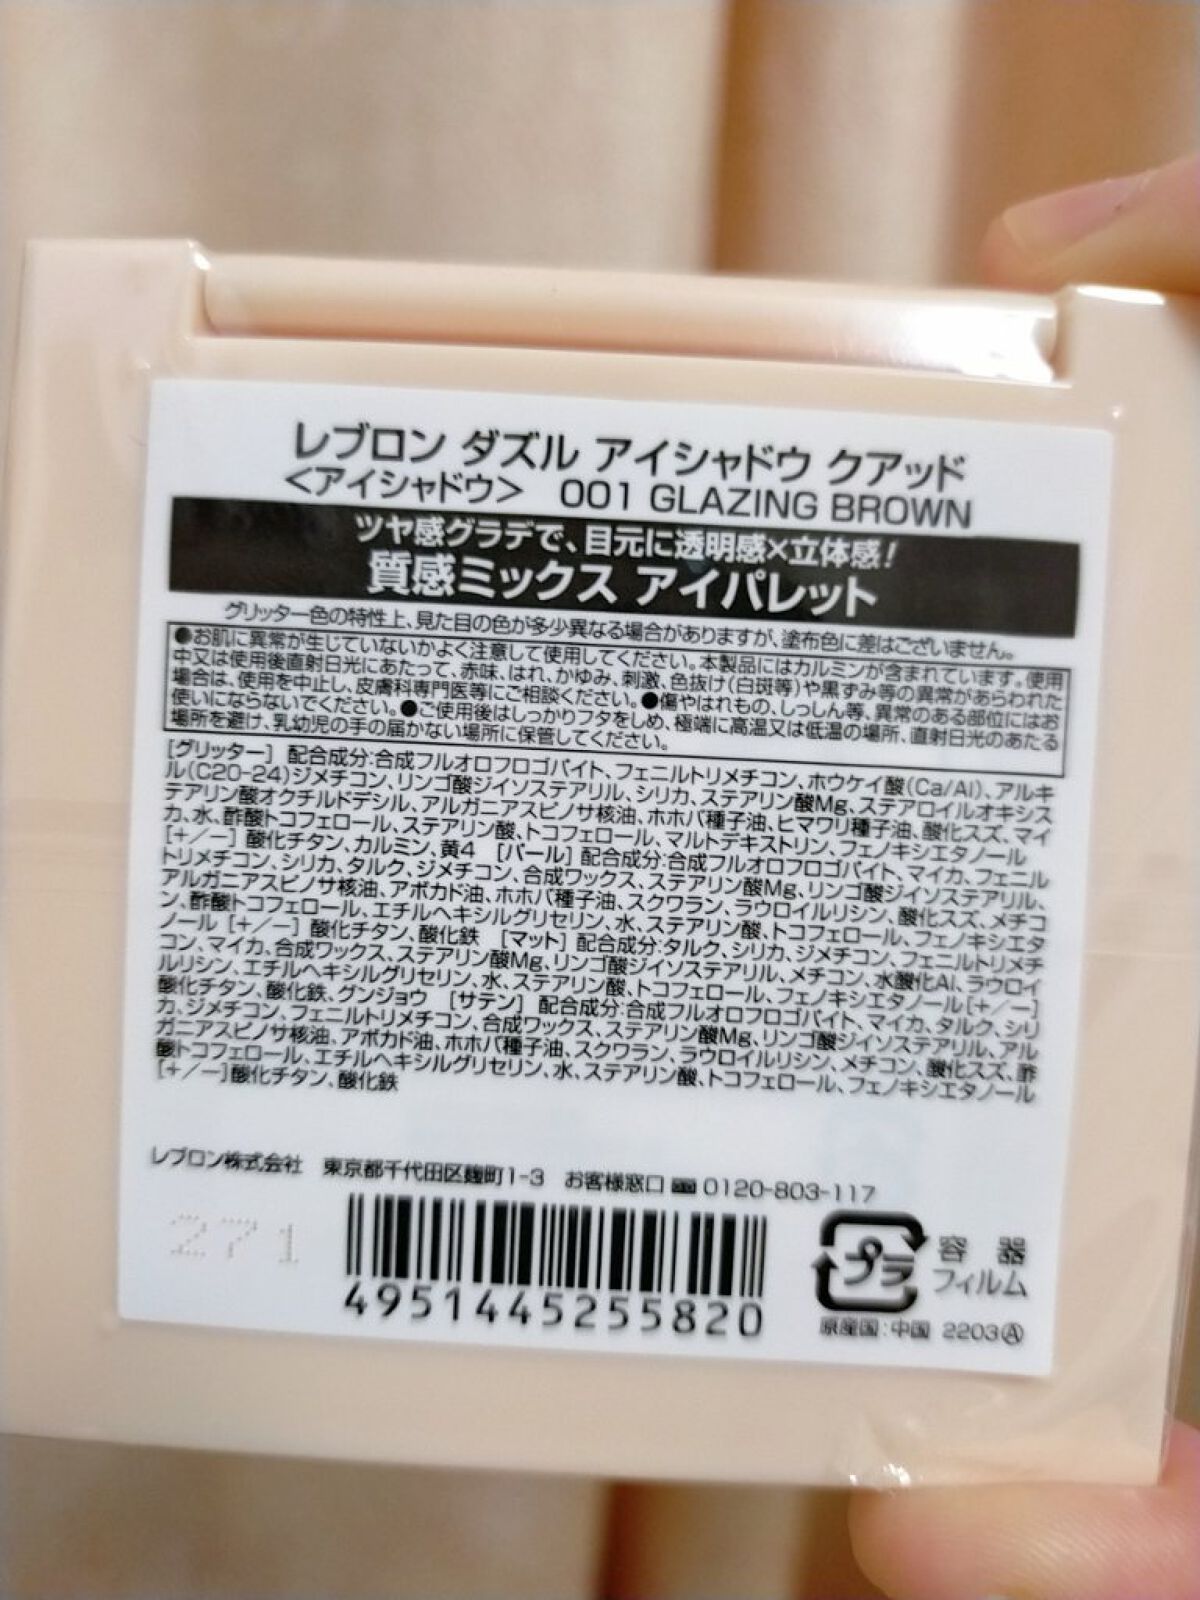 レブロン ダズル アイシャドウ クアッド
<アイシャドウ> 001 GLAZING BROWN
ツヤ感グラデで、目元に透明感×立体感!
質感ミックス アイパレット
グリッター色の特性上、見た目の色が多少異なる場合がありますが、塗布色に差はございません。
●お肌に異常が生じていないかよく注意して使用してください。本製品にはカルミンが含まれています。使用
中又は使用後直射日光にあたって、赤味、はれ、かゆみ、刺激、色抜け(白斑等)や黒ずみ等の異常があらわれた
場合は、使用を中止し、皮膚科専門医等にご相談ください。●傷やはれもの、しっしん等、異常のある部位にはお
使いにならないでください。●ご使用後はしっかりフタをしめ、極端に高温又は低温の場所、直射日光のあたる
場所を避け、乳幼児の手の届かない場所に保管してください。
[グリッター] 配合成分:合成フルオロフロゴパイト、フェニルトリメチコン、ホウケイ酸(Ca/Al)、アルキ
ル(C20-24)ジメチコン、リンゴ酸ジイソステアリル、シリカ、ステアリン酸Mg、ステアロイルオキシス
テアリン酸オクチルドデシル、アルガニアスピノサ核油、ホホバ種子油、ヒマワリ種子油、酸化スズ、マイ
カ、水、酢酸トコフェロール、ステアリン酸、トコフェロール、マルトデキストリン、フェノキシエタノール
[+/-] 酸化チタン、カルミン、黄4 [パール] 配合成分:合成フルオロフロゴパイト、マイカ、フェニル
トリメチコン、シリカ、タルク、ジメチコン、合成ワックス、ステアリン酸Mg、リンゴ酸ジイソステアリル、
アルガニアスピノサ核油、アボカド油、ホホバ種子油、スクワラン、ラウロイルリシン、酸化スズ、メチコ
ン、酢酸トコフェロール、エチルヘキシルグリセリン、水、ステアリン酸、トコフェロール、フェノキシエタ
ノール [+/-] 酸化チタン、酸化鉄 [マット] 配合成分:タルク、シリカ、ジメチコン、フェニルトリメチ
コン、マイカ、合成ワックス、ステアリン酸Mg、リンゴ酸ジイソステアリル、メチコン、水酸化Al、ラウロイ
ルリシン、エチルヘキシルグリセリン、水、ステアリン酸、トコフェロール、フェノキシエタノール[+/-]
酸化チタン、酸化鉄、グンジョウ [サテン] 配合成分:合成フルオロフロゴパイト、マイカ、タルク、シリ
カ、ジメチコン、フェニルトリメチコン、合成ワックス、ステアリン酸Mg、リンゴ酸ジイソステアリル、アル
ガニアスピノサ核油、アボカド油、ホホバ種子油、スクワラン、ラウロイルリシン、メチコン、酸化スズ、酢
酸トコフェロール、エチルヘキシルグリセリン、水、ステアリン酸、トコフェロール、フェノキシエタノール
[+/-]酸化チタン、酸化鉄
レブロン株式会社 東京都千代田区麹町1-3 お客様窓口 0120-803-117
271
4951445255820
プラ
容器
フィルム
原産国:中国 2203Ⓐ